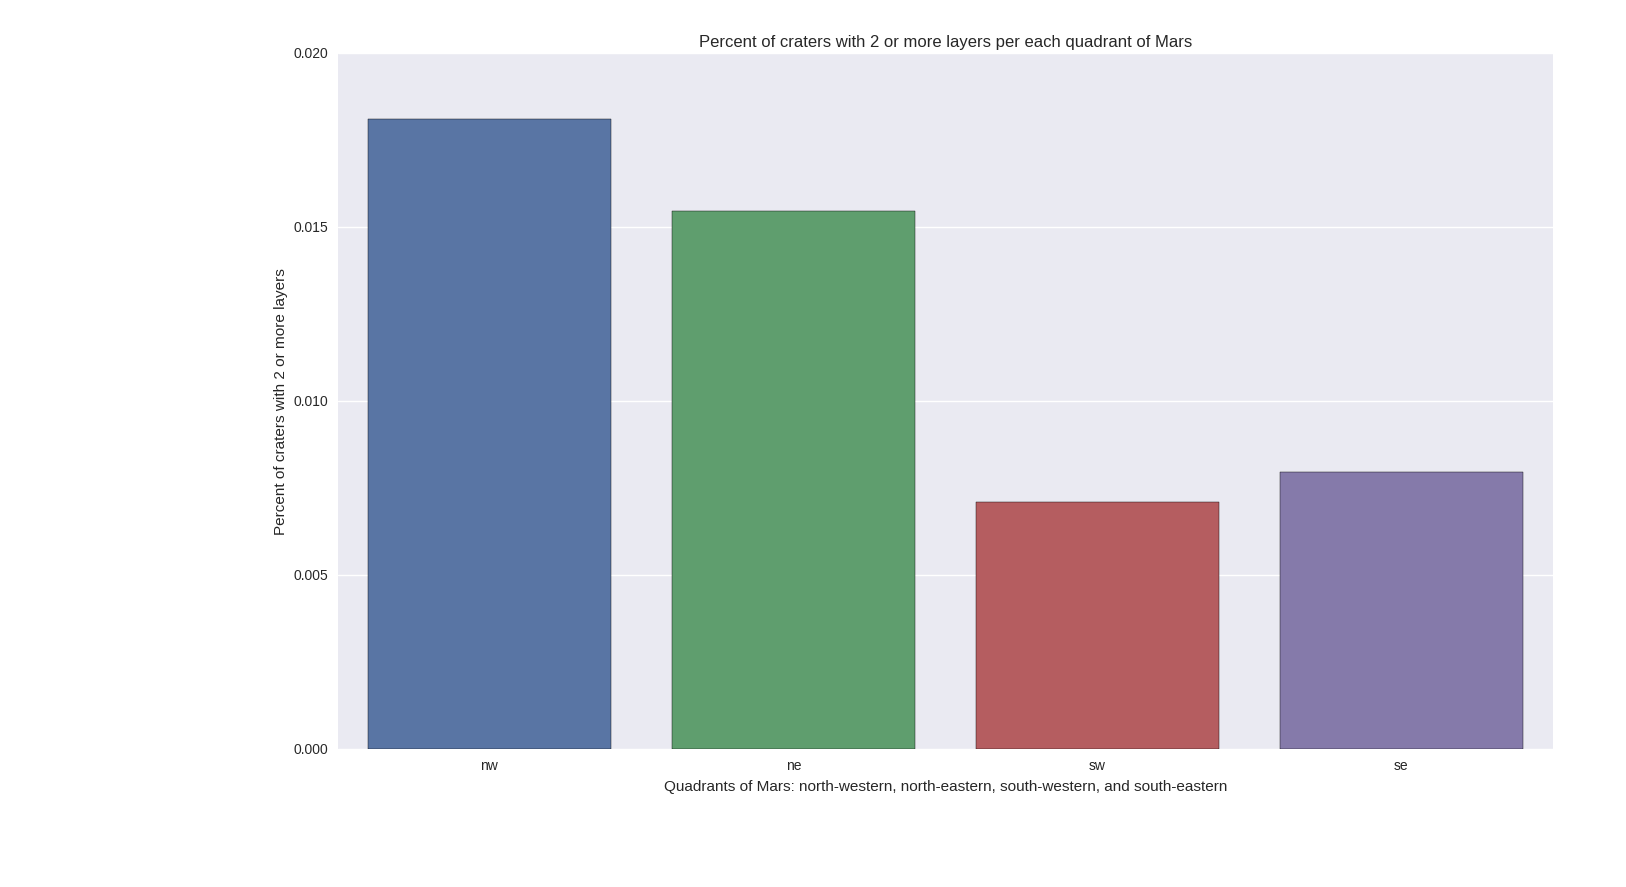 Percent of craters with 2 or more layers per each quadrant of Mars
0.020
0.015
0.010
0.005
0.000
Percent of craters with 2 or more layers
nw ne sw se
Quadrants of Mars: north-western, north-eastern, south-western, and south-eastern